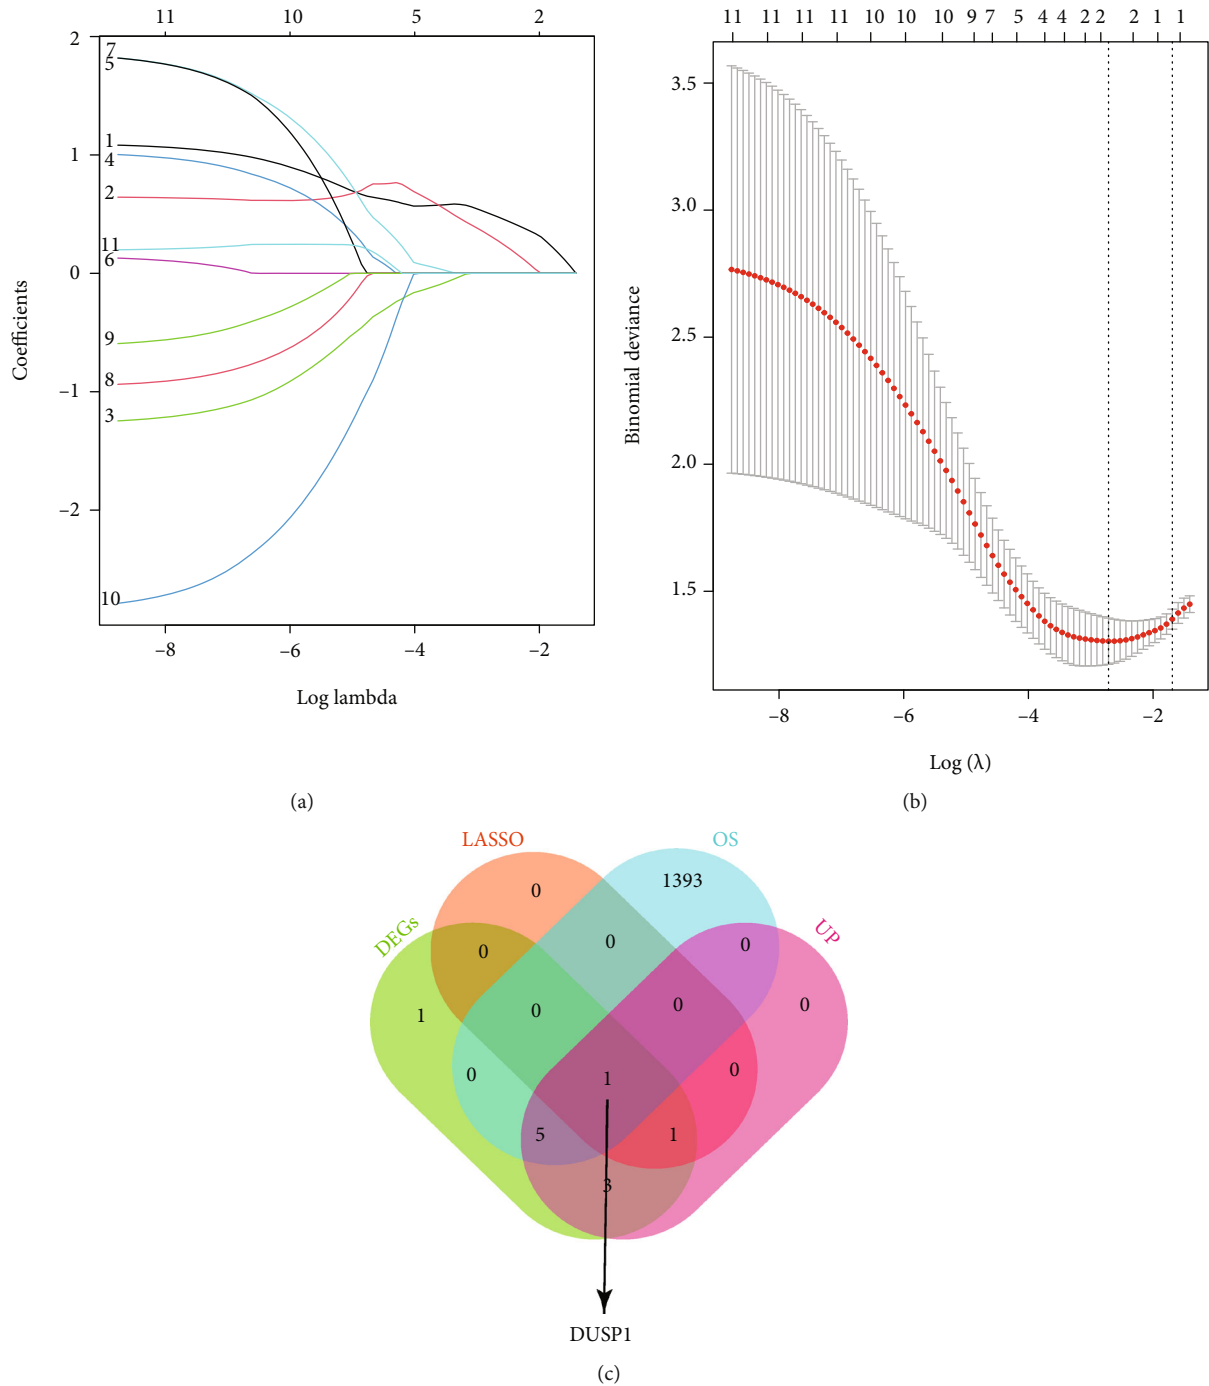 11 10 5 2
2
1
0
–1
–2
7
5
1
4
2
11
6
9
8
3
10
Coefficients
–8 –6 –4 –2
Log lambda
(a)
11 11 11 11 10 10 10 9 7 5 4 4 2 2 2 1 1
3.5
3.0
2.5
2.0
1.5
Binomial deviance
–8 –6 –4 –2
Log (λ)
(b)
LASSO OS
DEGs UP
0 1393
0 0 0
1 0 0 0
0 1 0
5 1
3
DUSP1
(c)